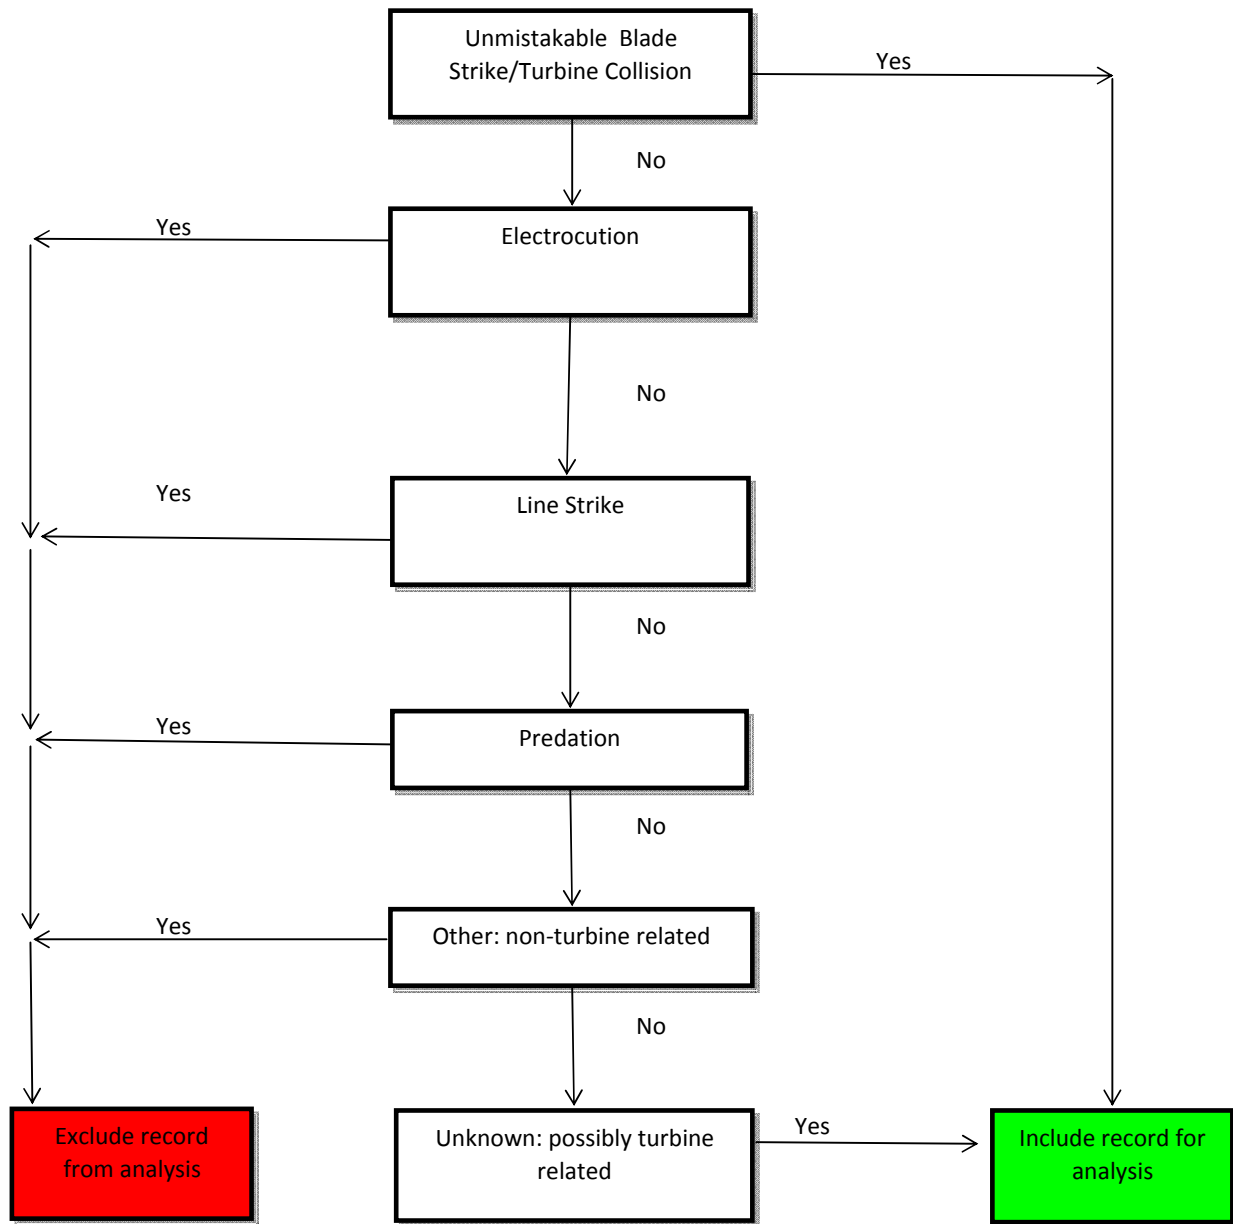 Unmistakable Blade
Strike/Turbine Collision
Yes
No
Electrocution
Yes
No
Line Strike
Yes
No
Predation
Yes
No
Other: non-turbine related
Yes
No
Exclude record
from analysis
Unknown: possibly turbine
related
Yes
Include record for
analysis